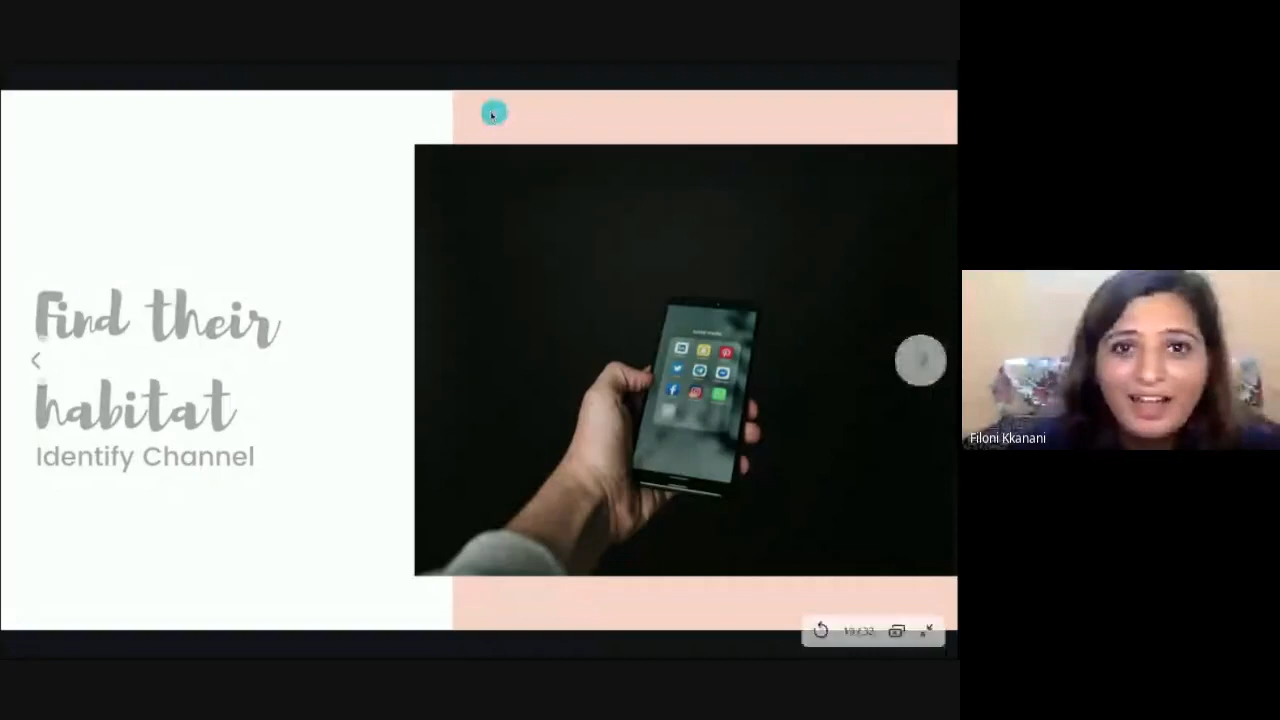 Find their
habitat
Identify Channel
Filoni Kkanani